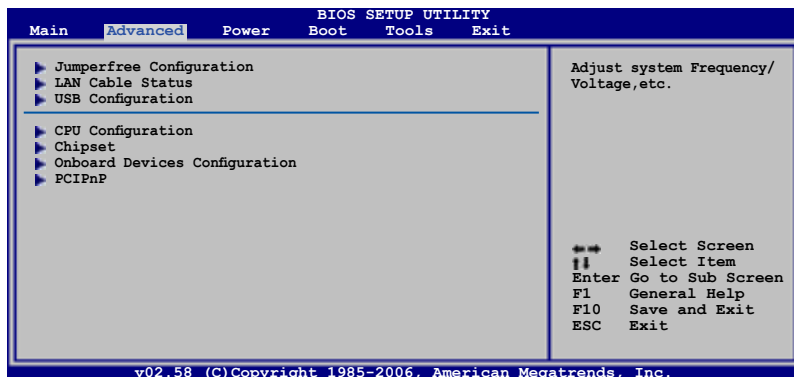 BIOS SETUP UTILITY
Main Advanced Power Boot Tools Exit
Jumperfree Configuration
LAN Cable Status
USB Configuration
CPU Configuration
Chipset
Onboard Devices Configuration
PCIPnP
Adjust system Frequency/
Voltage,etc.
Select Screen
Select Item
Enter Go to Sub Screen
F1 General Help
F10 Save and Exit
ESC Exit
v02.58 (C)Copyright 1985-2006, American Megatrends, Inc.